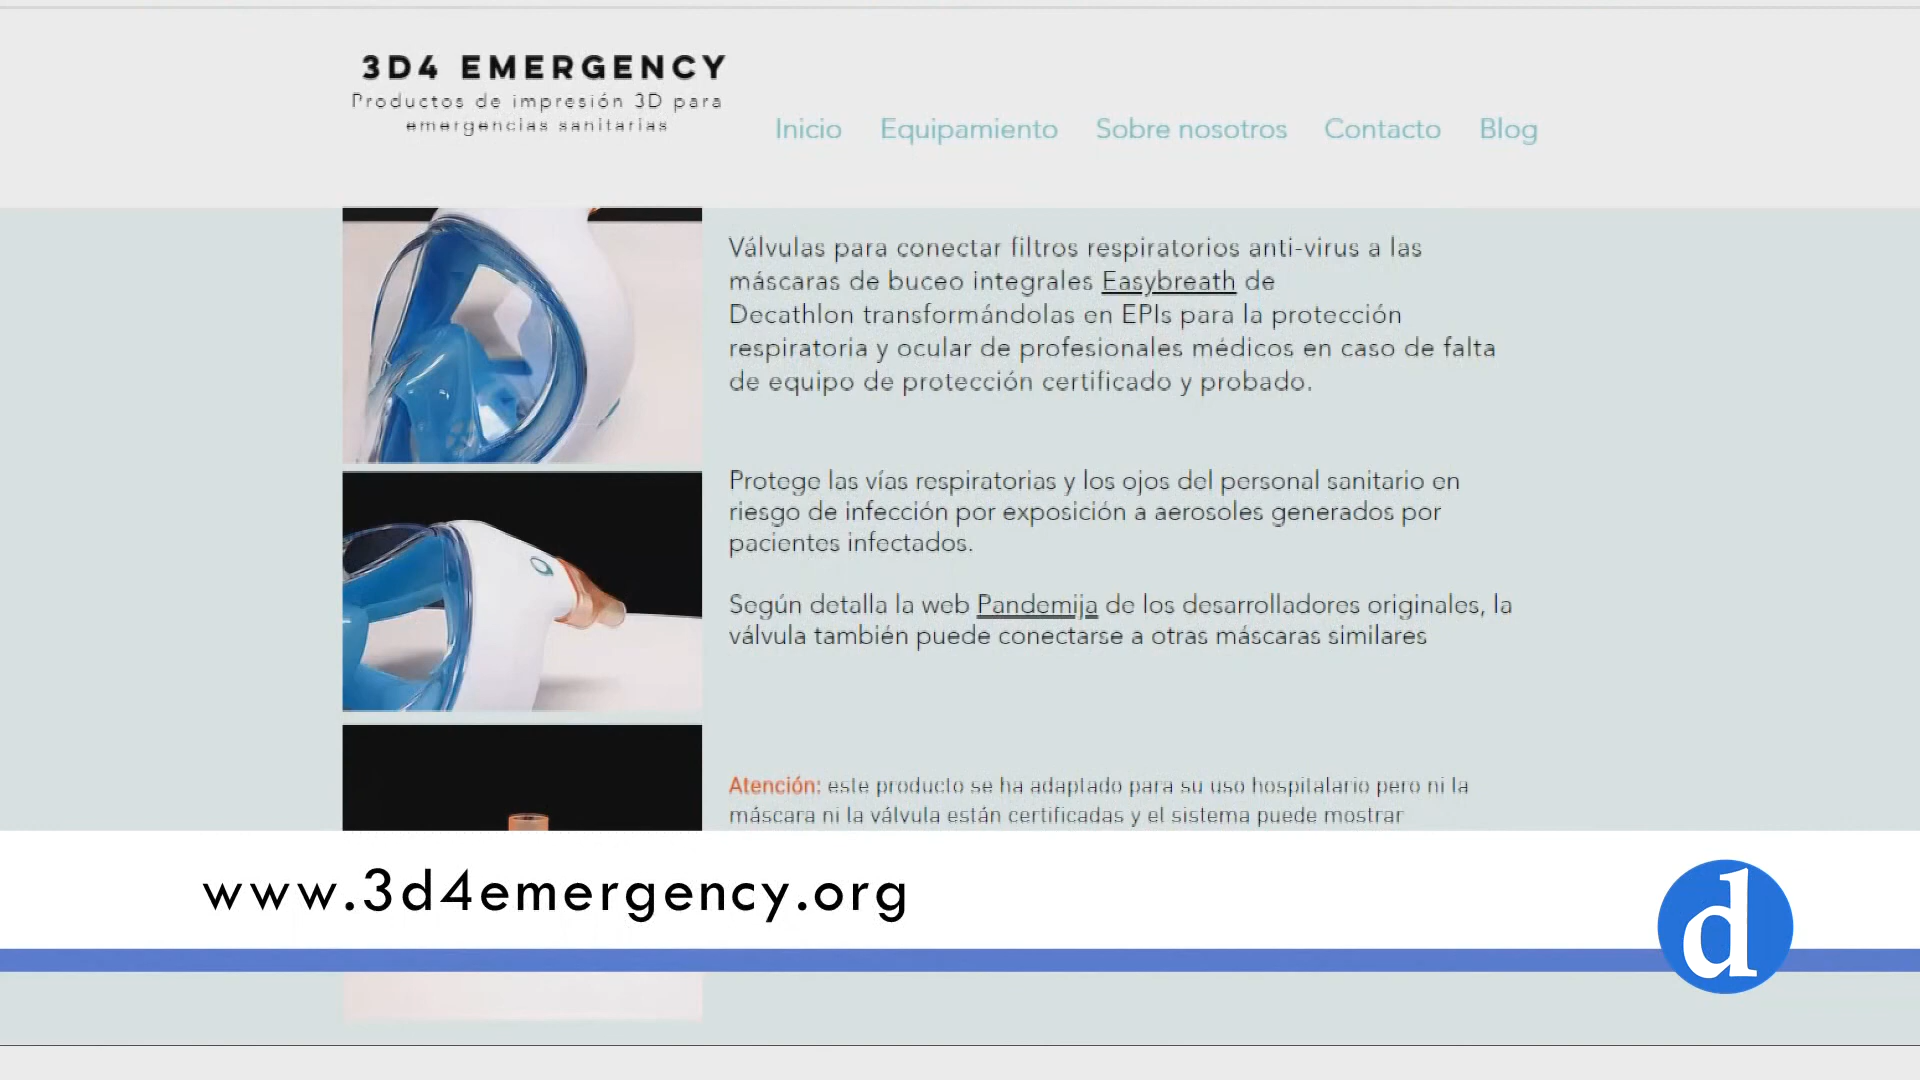 3D4 EMERGENCY
Productos de impresión 3D para
emergencias sanitarias
Inicio Equipamiento Sobre nosotros Contacto Blog
Válvulas para conectar filtros respiratorios anti-virus a las
máscaras de buceo integrales Easybreath de
Decathlon transformándolas en EPIs para la protección
respiratoria y ocular de profesionales médicos en caso de falta
de equipo de protección certificado y probado.
Protege las vías respiratorias y los ojos del personal sanitario en
riesgo de infección por exposición a aerosoles generados por
pacientes infectados.
Según detalla la web Pandemija de los desarrolladores originales, la
válvula también puede conectarse a otras máscaras similares
Atención: este producto se ha adaptado para su uso hospitalario pero ni la
máscara ni la válvula están certificadas y el sistema puede mostrar
www.3d4emergency.org
d